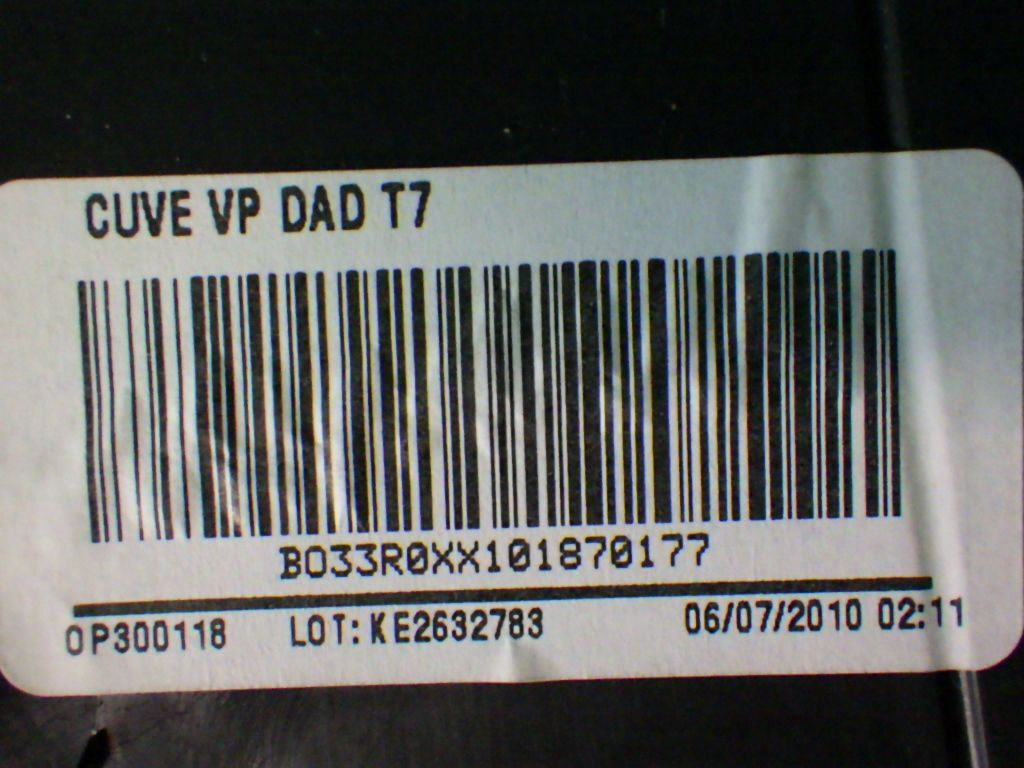 CUVE VP DAD T7
BO33R0XX101870177
OP300118 LOT:KE2632783 06/07/2010 02:11